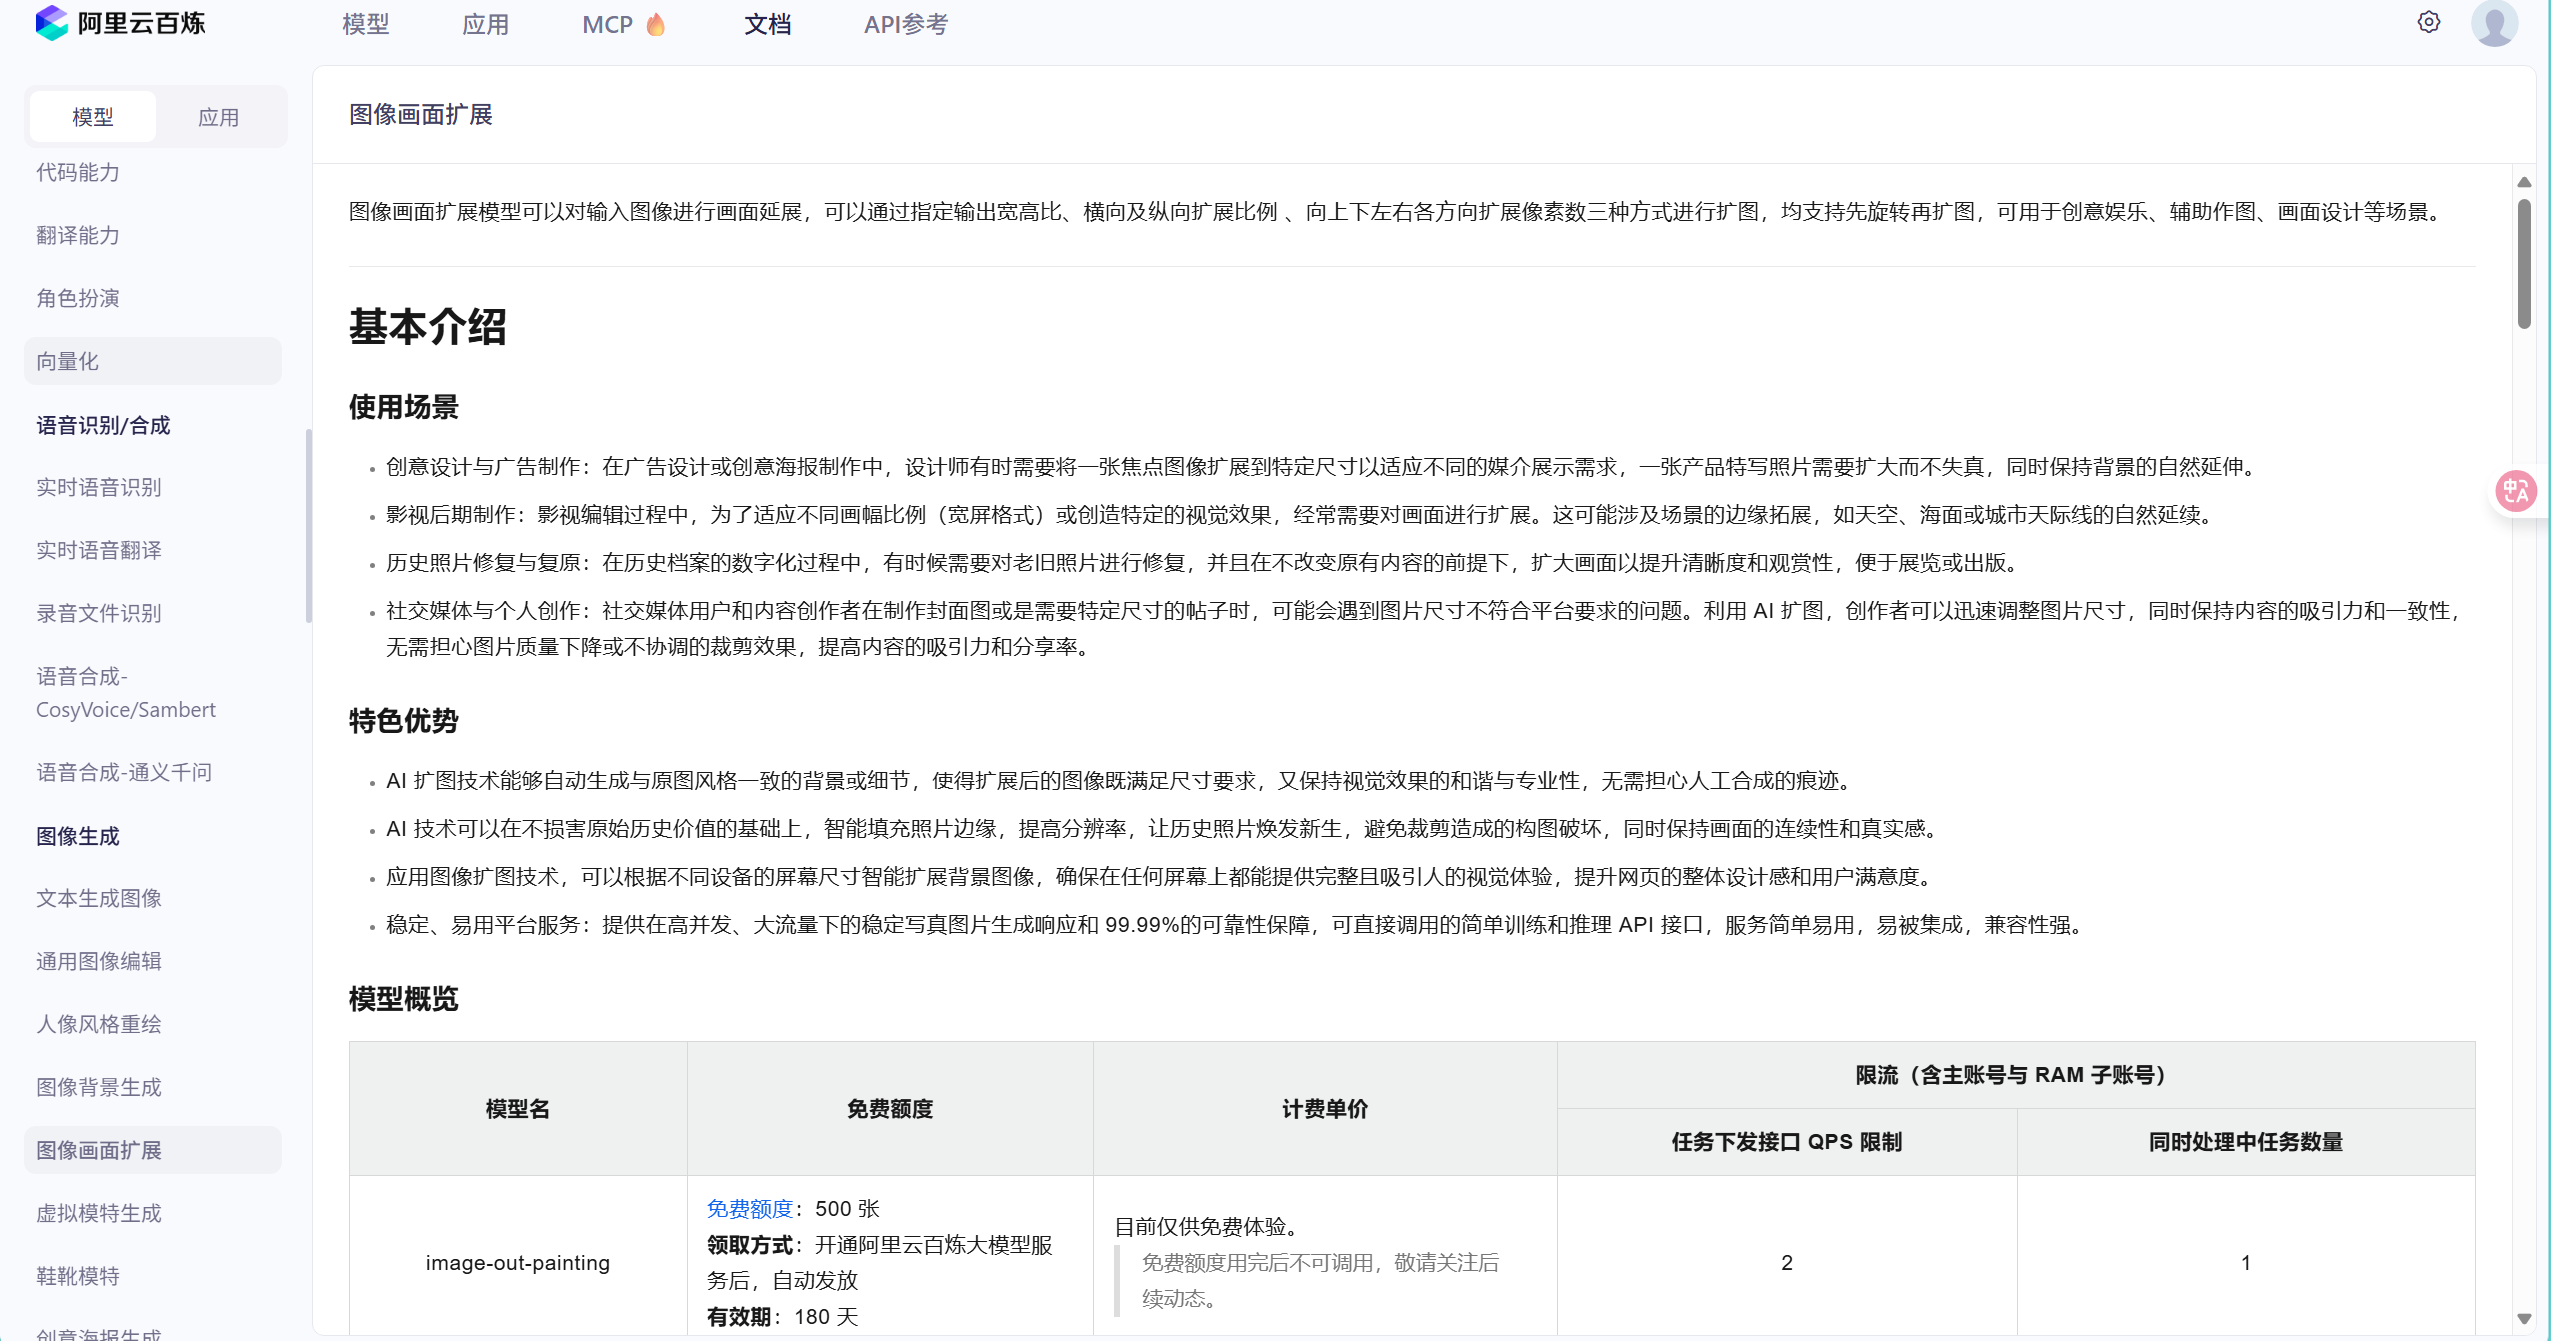 阿里云百炼
模型
应用
MCP
文档
API参考
模型
应用
代码能力
翻译能力
角色扮演
向量化
语音识别/合成
实时语音识别
实时语音翻译
录音文件识别
语音合成-
CosyVoice/Sambert
语音合成-通义千问
图像生成
文本生成图像
通用图像编辑
人像风格重绘
图像背景生成
图像画面扩展
虚拟模特生成
鞋靴模特
创意海报生成
图像画面扩展
图像画面扩展模型可以对输入图像进行画面延展，可以通过指定输出宽高比、横向及纵向扩展比例 、向上下左右各方向扩展像素数三种方式进行扩图，均支持先旋转再扩图，可用于创意娱乐、辅助作图、画面设计等场景。
基本介绍
使用场景
创意设计与广告制作：在广告设计或创意海报制作中，设计师有时需要将一张焦点图像扩展到特定尺寸以适应不同的媒介展示需求，一张产品特写照片需要扩大而不失真，同时保持背景的自然延伸。
影视后期制作：影视编辑过程中，为了适应不同画幅比例（宽屏格式）或创造特定的视觉效果，经常需要对画面进行扩展。这可能涉及场景的边缘拓展，如天空、海面或城市天际线的自然延续。
历史照片修复与复原：在历史档案的数字化过程中，有时候需要对老旧照片进行修复，并且在不改变原有内容的前提下，扩大画面以提升清晰度和观赏性，便于展览或出版。
社交媒体与个人创作：社交媒体用户和内容创作者在制作封面图或是需要特定尺寸的帖子时，可能会遇到图片尺寸不符合平台要求的问题。利用 AI 扩图，创作者可以迅速调整图片尺寸，同时保持内容的吸引力和一致性，
无需担心图片质量下降或不协调的裁剪效果，提高内容的吸引力和分享率。
特色优势
AI 扩图技术能够自动生成与原图风格一致的背景或细节，使得扩展后的图像既满足尺寸要求，又保持视觉效果的和谐与专业性，无需担心人工合成的痕迹。
AI 技术可以在不损害原始历史价值的基础上，智能填充照片边缘，提高分辨率，让历史照片焕发新生，避免裁剪造成的构图破坏，同时保持画面的连续性和真实感。
应用图像扩图技术，可以根据不同设备的屏幕尺寸智能扩展背景图像，确保在任何屏幕上都能提供完整且吸引人的视觉体验，提升网页的整体设计感和用户满意度。
稳定、易用平台服务：提供在高并发、大流量下的稳定写真图片生成响应和 99.99%的可靠性保障，可直接调用的简单训练和推理 API 接口，服务简单易用，易被集成，兼容性强。
模型概览
模型名
免费额度
计费单价
限流（含主账号与 RAM 子账号）
任务下发接口 QPS 限制
同时处理中任务数量
image-out-painting
免费额度：500 张
领取方式：开通阿里云百炼大模型服
务后，自动发放
有效期：180 天
目前仅供免费体验。
免费额度用完后不可调用，敬请关注后
续动态。
2
1
中A